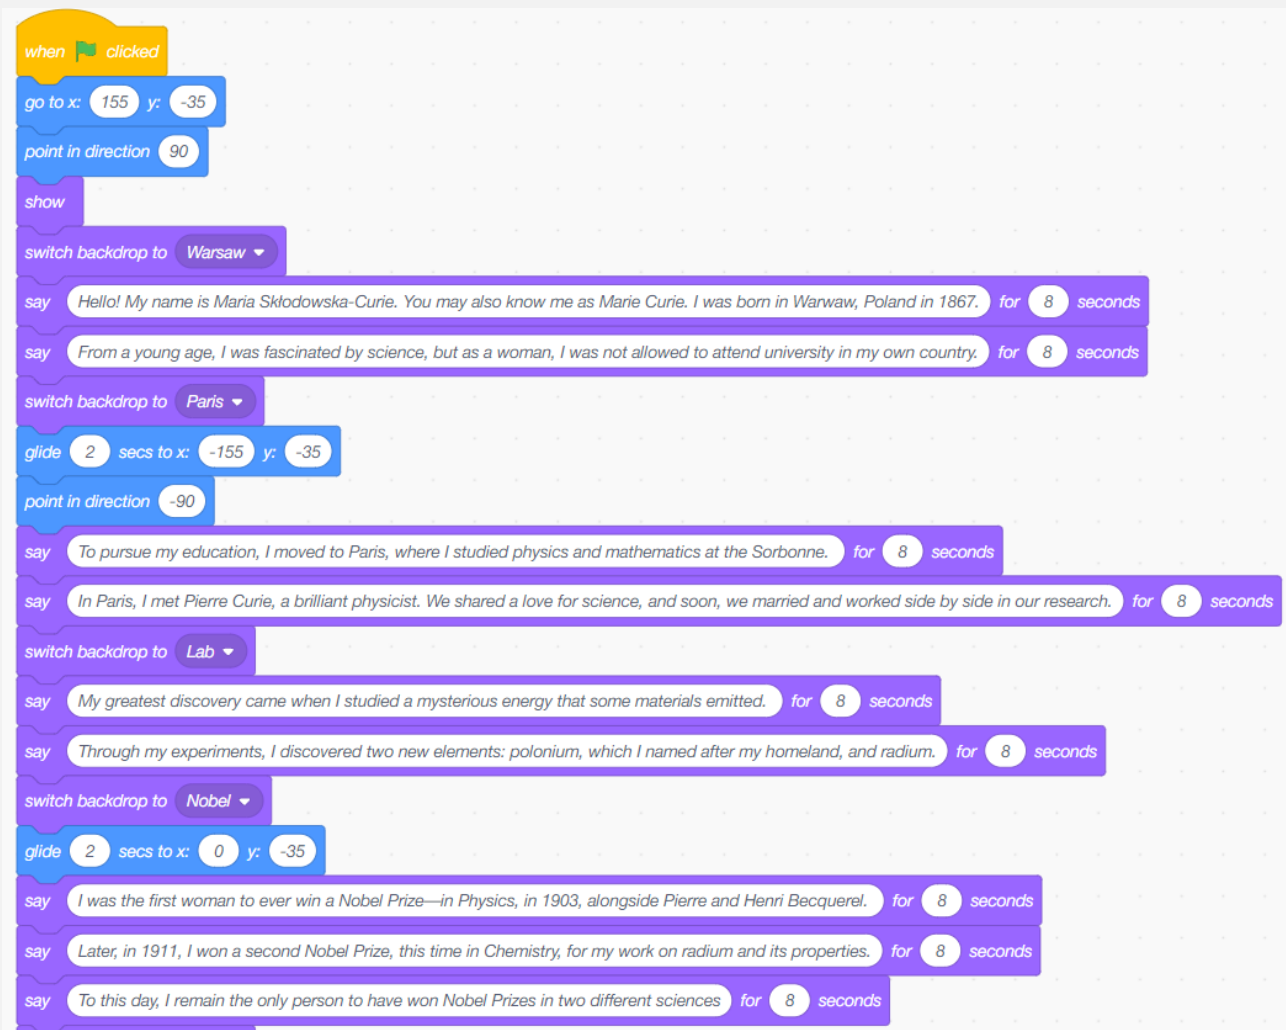 when clicked
go to x: 155 y: -35
point in direction 90
show
switch backdrop to Warsaw
say Hello! My name is Maria Skłodowska-Curie. You may also know me as Marie Curie. I was born in Warwaw, Poland in 1867. for 8 seconds
say From a young age, I was fascinated by science, but as a woman, I was not allowed to attend university in my own country. for 8 seconds
switch backdrop to Paris
glide 2 secs to x: -155 y: -35
point in direction -90
say To pursue my education, I moved to Paris, where I studied physics and mathematics at the Sorbonne. for 8 seconds
say In Paris, I met Pierre Curie, a brilliant physicist. We shared a love for science, and soon, we married and worked side by side in our research. for 8 seconds
switch backdrop to Lab
say My greatest discovery came when I studied a mysterious energy that some materials emitted. for 8 seconds
say Through my experiments, I discovered two new elements: polonium, which I named after my homeland, and radium. for 8 seconds
switch backdrop to Nobel
glide 2 secs to x: 0 y: -35
say I was the first woman to ever win a Nobel Prize—in Physics, in 1903, alongside Pierre and Henri Becquerel. for 8 seconds
say Later, in 1911, I won a second Nobel Prize, this time in Chemistry, for my work on radium and its properties. for 8 seconds
say To this day, I remain the only person to have won Nobel Prizes in two different sciences for 8 seconds